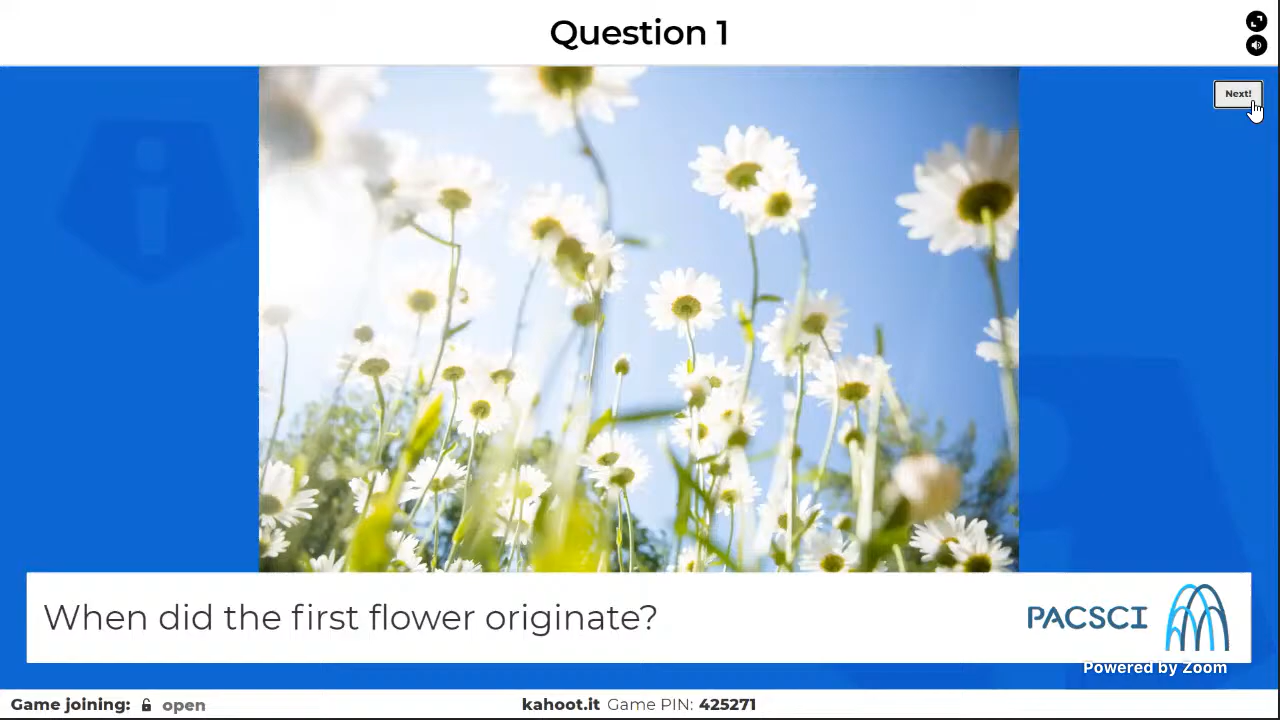 Question 1
Next!
When did the first flower originate?
PACSCI
Powered by Zoom
Game joining: open
kahoot.it Game PIN: 425271